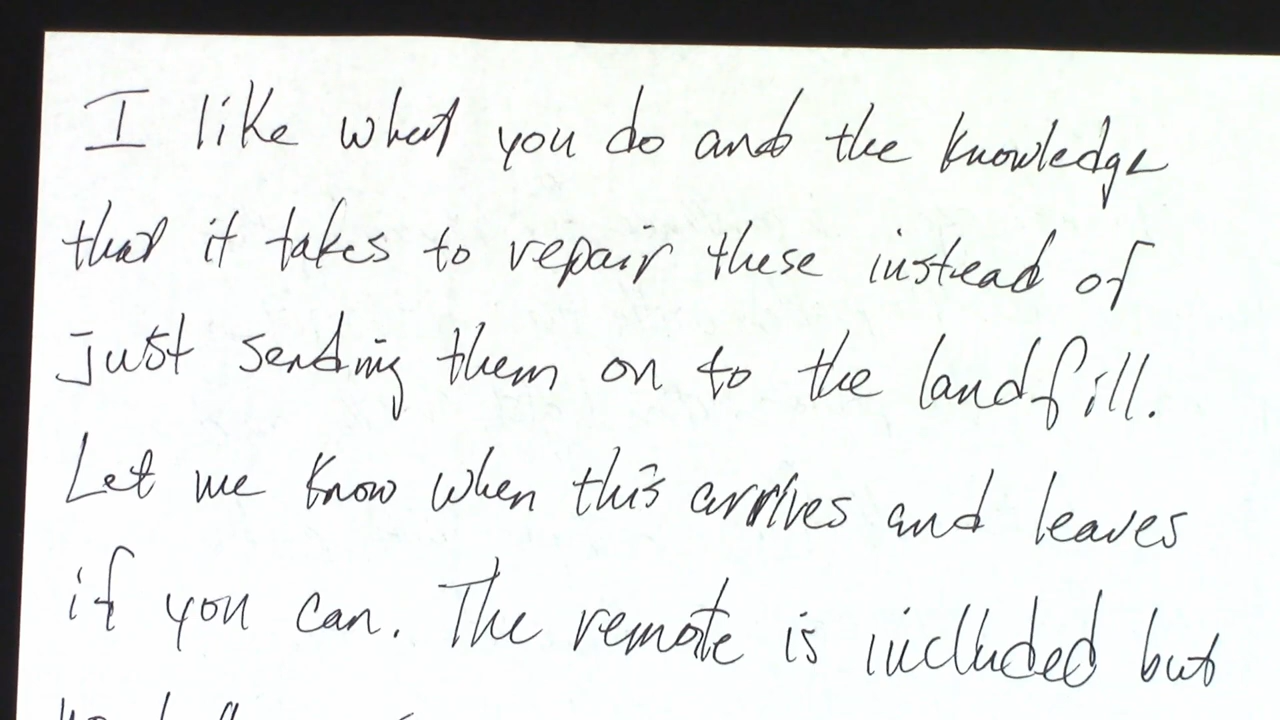 I like what you do and the knowledge
that it takes to repair these instead of
just sending them on to the landfill.
Let me know when this arrives and leaves
if you can. The remote is included but